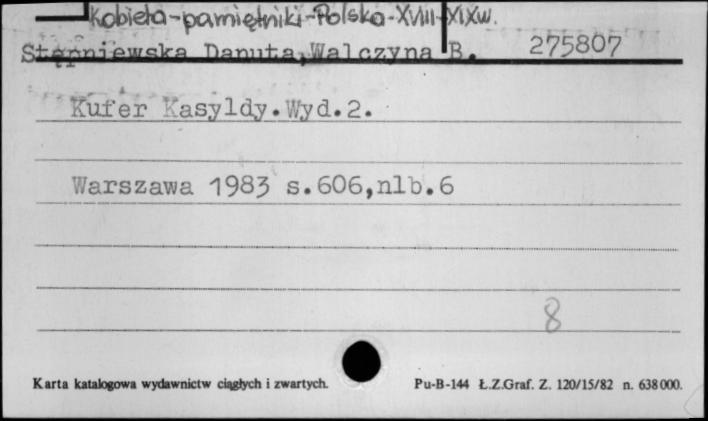 Kobieta-pamiętniki-Polska-XVIII-XIXw.
Stępniewska Danuta,Walczyna B. 275807
Kufer Kasyldy.Wyd.2.
Warszawa 1983 s.606,nlb.6
8
Karta katalogowa wydawnictw ciągłych i zwartych. Pu-B-144 Ł.Z.Graf. Z. 120/15/82 n. 638000.